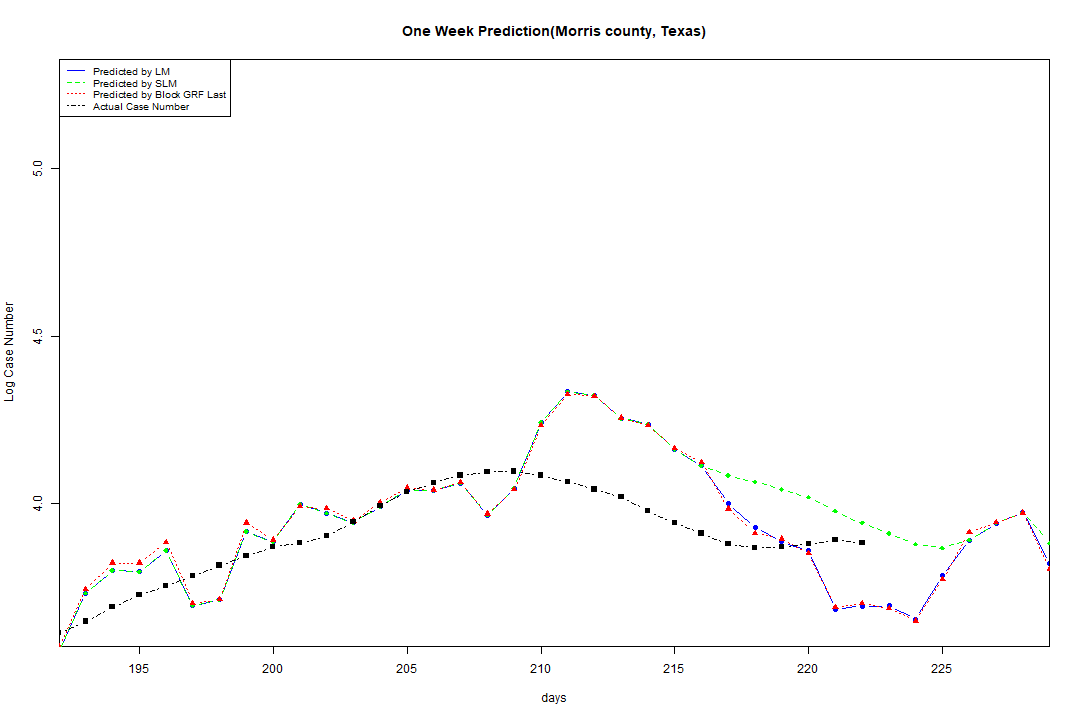 One Week Prediction(Morris county, Texas)
Predicted by LM
Predicted by SLM
Predicted by Block GRF Last
Actual Case Number
5.0
4.5
4.0
Log Case Number
195 200 205 210 215 220 225
days